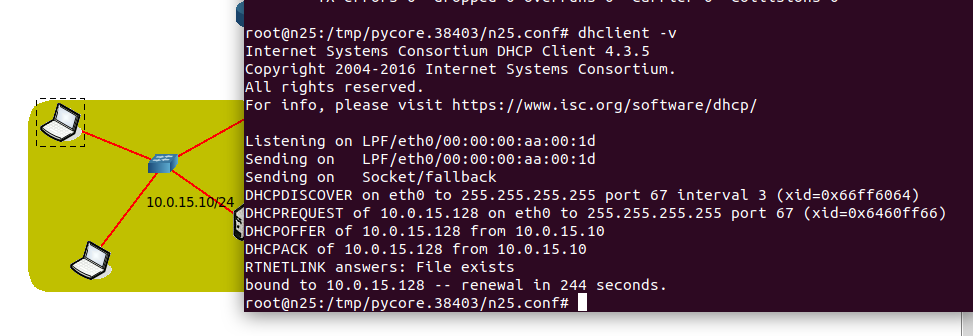 root@n25:/tmp/pycore.38403/n25.conf# dhclient -v
Internet Systems Consortium DHCP Client 4.3.5
Copyright 2004-2016 Internet Systems Consortium.
All rights reserved.
For info, please visit https://www.isc.org/software/dhcp/
Listening on LPF/eth0/00:00:00:aa:00:1d
Sending on   LPF/eth0/00:00:00:aa:00:1d
Sending on   Socket/fallback
DHCPDISCOVER on eth0 to 255.255.255.255 port 67 interval 3 (xid=0x66ff6064)
DHCPREQUEST of 10.0.15.128 on eth0 to 255.255.255.255 port 67 (xid=0x6460ff66)
DHCPOFFER of 10.0.15.128 from 10.0.15.10
DHCPACK of 10.0.15.128 from 10.0.15.10
RTNETLINK answers: File exists
bound to 10.0.15.128 -- renewal in 244 seconds.
root@n25:/tmp/pycore.38403/n25.conf#
10.0.15.10/24